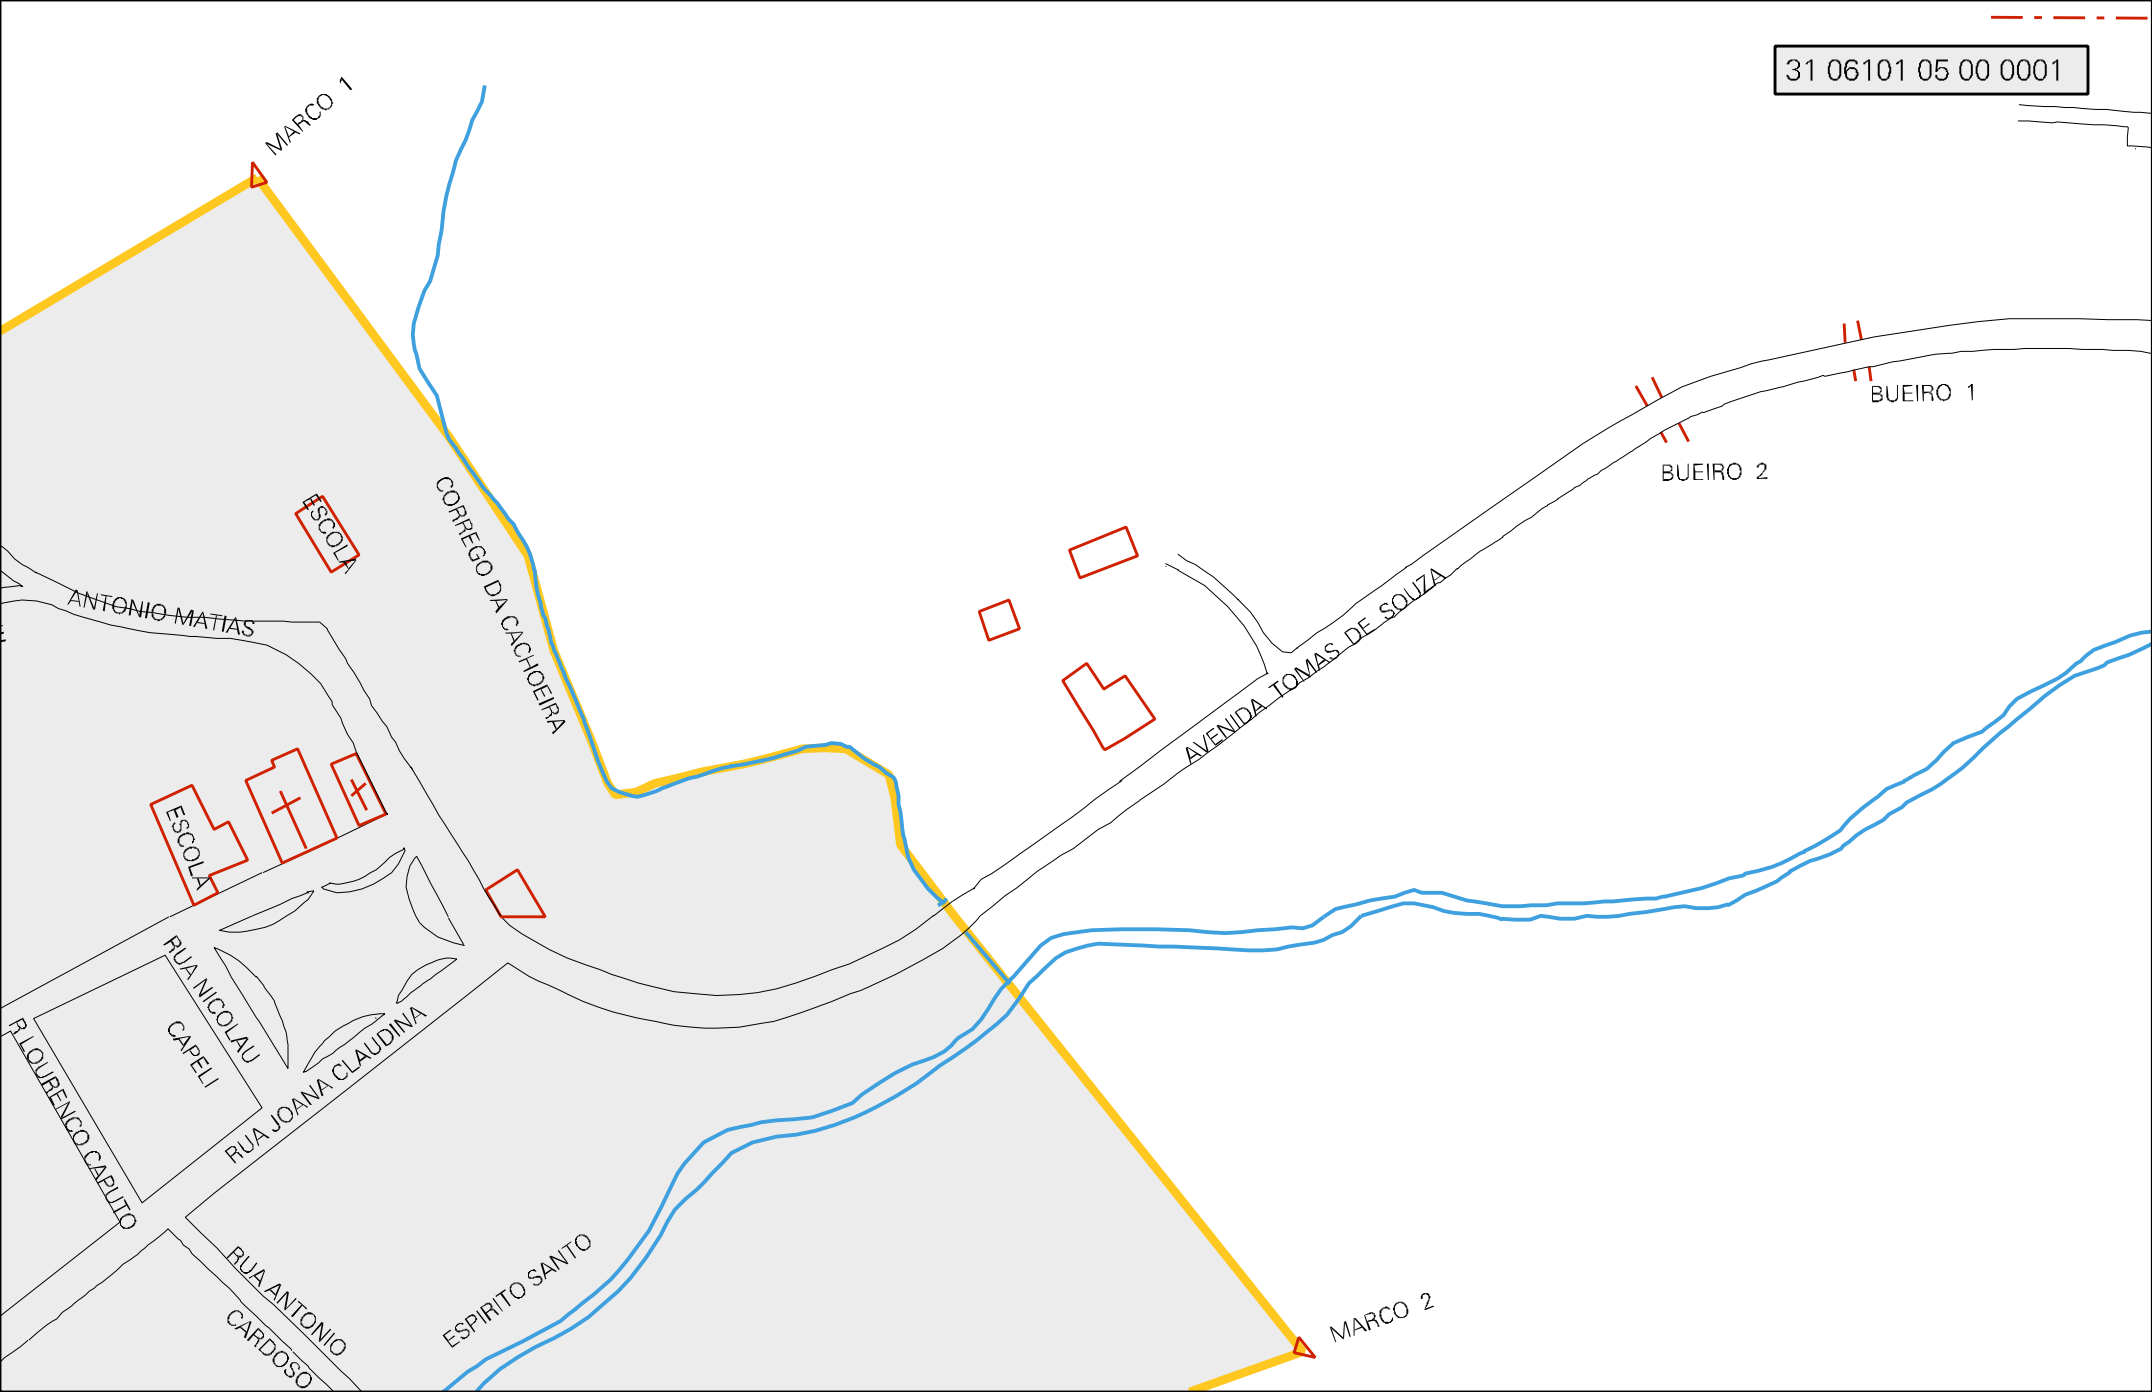 31 06101 05 00 0001
MARCO 1
BUEIRO 1
BUEIRO 2
CORREGO DA CACHOEIRA
ESCOLA
ANTONIO MATIAS
AVENIDA TOMAS DE SOUZA
ESCOLA
RUA NICOLAU
CAPELI
R LOURENCO CAPUTO
RUA JOANA CLAUDINA
RUA ANTONIO
CARDOSO
ESPIRITO SANTO
MARCO 2